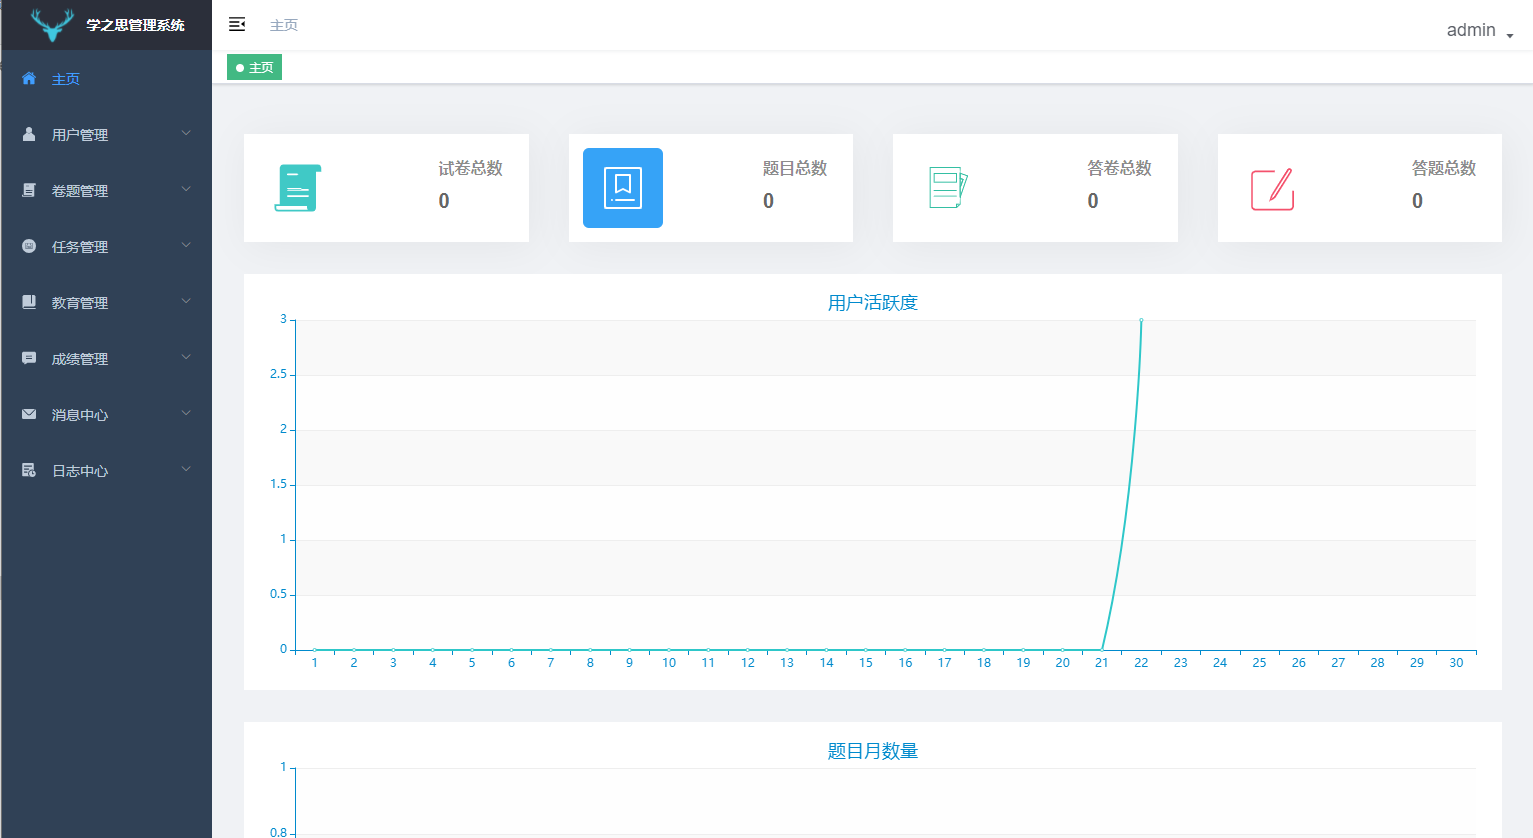 学之思管理系统
主页
admin
主页
主页
用户管理
卷题管理
任务管理
教育管理
成绩管理
消息中心
日志中心
试卷总数
0
题目总数
0
答卷总数
0
答题总数
0
用户活跃度
3
2.5
2
1.5
1
0.5
0
1 2 3 4 5 6 7 8 9 10 11 12 13 14 15 16 17 18 19 20 21 22 23 24 25 26 27 28 29 30
题目月数量
1
0.8